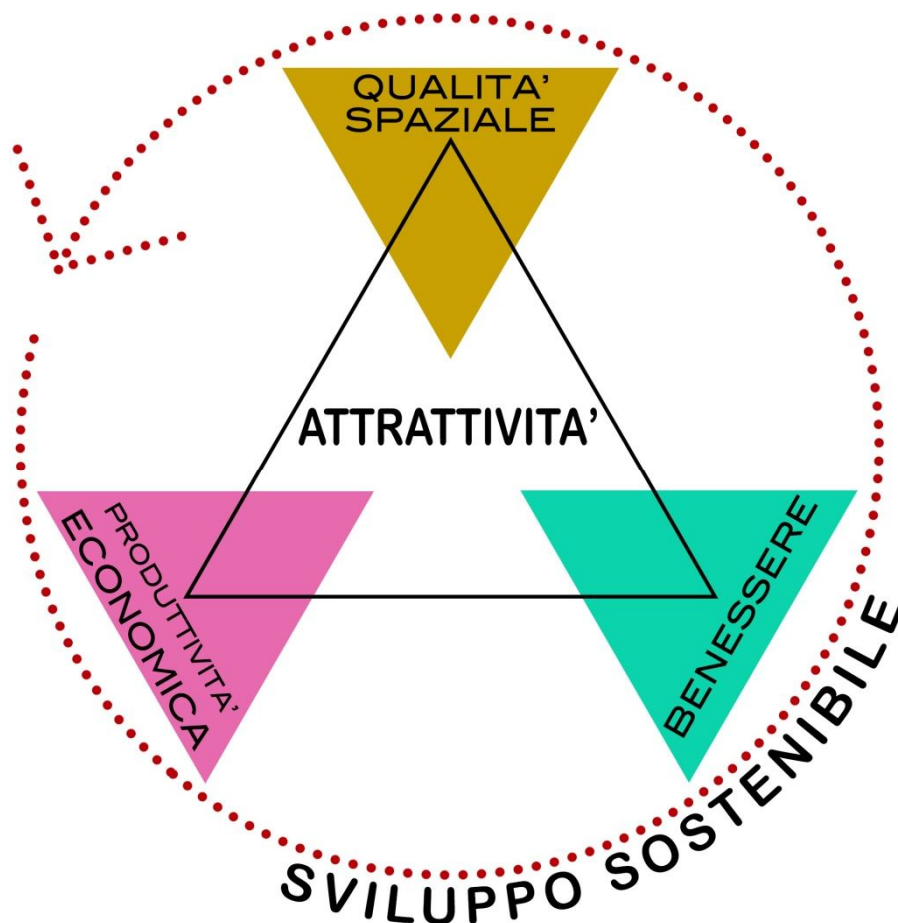 QUALITA’
SPAZIALE
ATTRATTIVITA’
PRODUTTIVITA’
ECONOMICA
BENESSERE
SVILUPPO SOSTENIBILE